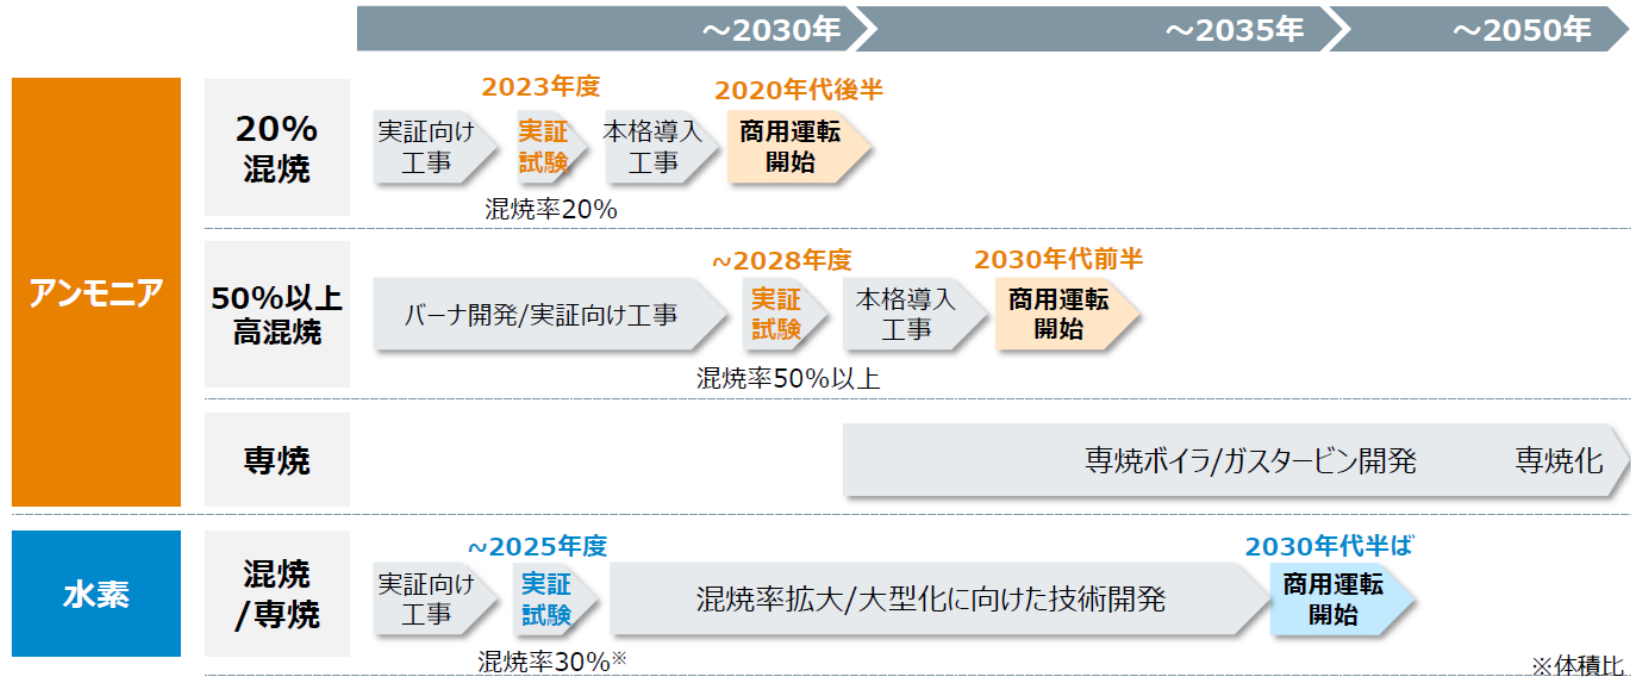 ～2030年
～2035年
～2050年
アンモニア
20%
混焼
2023年度
2020年代後半
実証向け
工事
実証
試験
本格導入
工事
商用運転
開始
混焼率20%
50%以上
高混焼
~2028年度
2030年代前半
バーナ開発/実証向け工事
実証
試験
本格導入
工事
商用運転
開始
混焼率50%以上
専焼
専焼ボイラ/ガスタービン開発
専焼化
水素
混焼
/専焼
~2025年度
2030年代半ば
実証向け
工事
実証
試験
混焼率拡大/大型化に向けた技術開発
商用運転
開始
混焼率30%※
※体積比